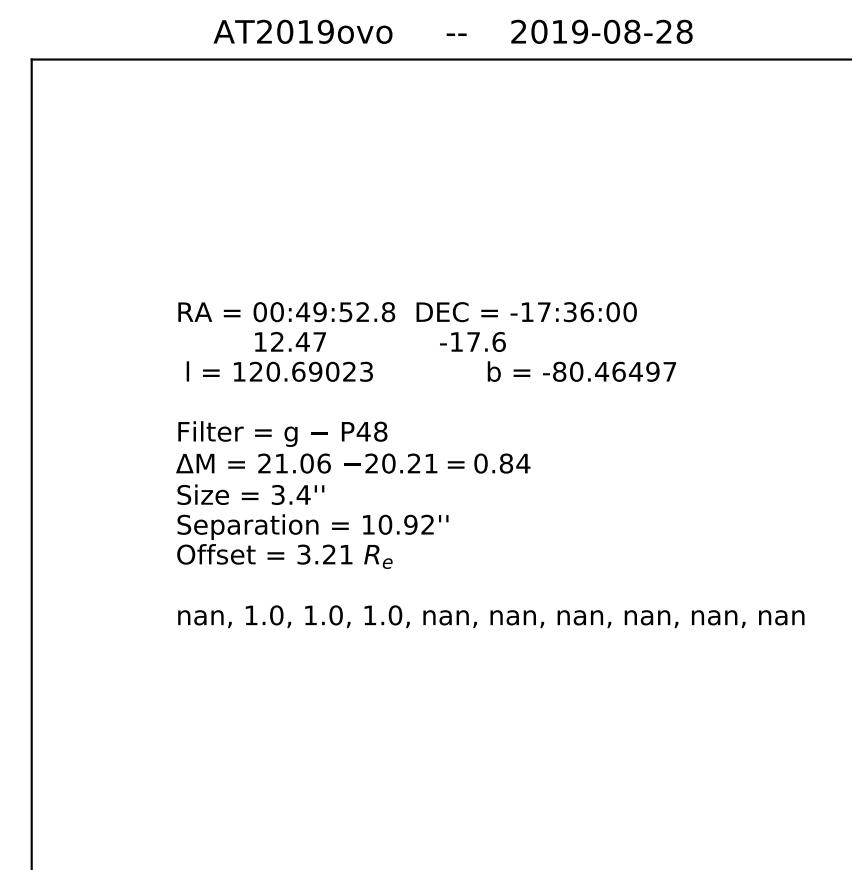 AT2019ovo -- 2019-08-28
RA = 00:49:52.8 DEC = -17:36:00
12.47 -17.6
l = 120.69023 b = -80.46497
Filter = g − P48
ΔM = 21.06 −20.21 = 0.84
Size = 3.4''
Separation = 10.92''
Offset = 3.21 Re
nan, 1.0, 1.0, 1.0, nan, nan, nan, nan, nan, nan